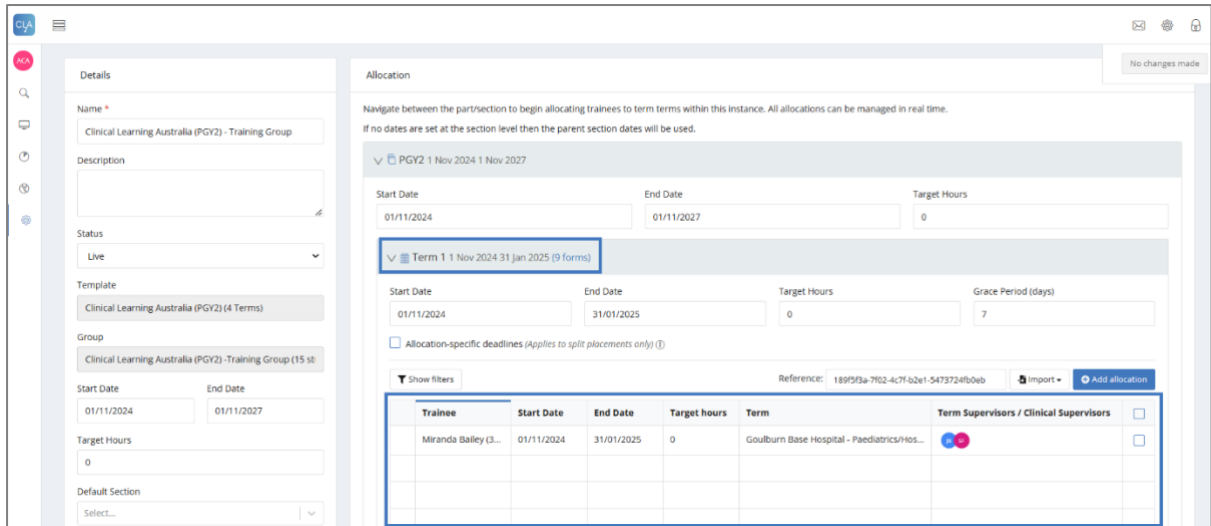 CLA
No changes made
ACA
Details
Name *
Clinical Learning Australia (PGY2) - Training Group
Description
Status
Live
Template
Clinical Learning Australia (PGY2) (4 Terms)
Group
Clinical Learning Australia (PGY2) -Training Group (15 st
Start Date End Date
01/11/2024 01/11/2027
Target Hours
0
Default Section
Select...
Allocation
Navigate between the part/section to begin allocating trainees to term terms within this instance. All allocations can be managed in real time.
If no dates are set at the section level then the parent section dates will be used.
PGY2 1 Nov 2024 1 Nov 2027
Start Date End Date Target Hours
01/11/2024 01/11/2027 0
Term 1 1 Nov 2024 31 Jan 2025 (9 forms)
Start Date End Date Target Hours Grace Period (days)
01/11/2024 31/01/2025 0 7
Allocation-specific deadlines (Applies to split placements only)
Show filters Reference: 189f5f3a-7f02-4c7f-b2e1-5473724fb0eb Import Add allocation
Trainee Start Date End Date Target hours Term Term Supervisors / Clinical Supervisors
Miranda Bailey (3... 01/11/2024 31/01/2025 0 Goulburn Base Hospital - Paediatrics/Hos...